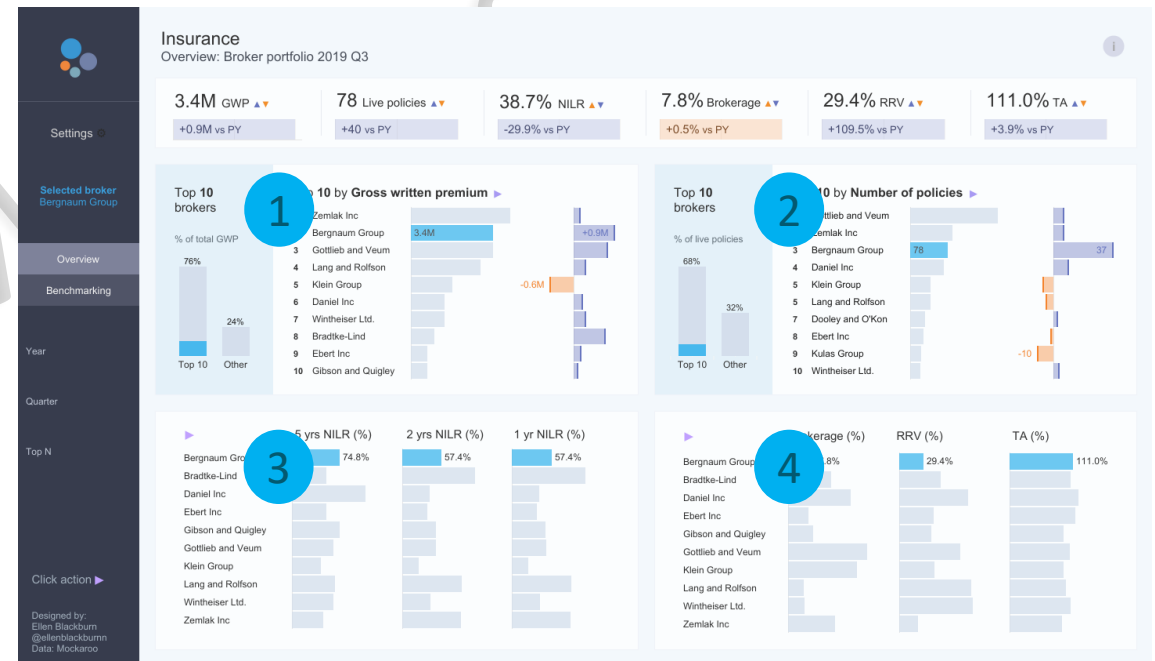 Insurance
Overview: Broker portfolio 2019 Q3
i
Settings
Selected broker
Bergnaum Group
Overview
Benchmarking
Year
Quarter
Top N
Click action
Designed by:
Ellen Blackburn
@ellenblackburnn
Data: Mockaroo
3.4M GWP
+0.9M vs PY
78 Live policies
+40 vs PY
38.7% NILR
-29.9% vs PY
7.8% Brokerage
+0.5% vs PY
29.4% RRV
+109.5% vs PY
111.0% TA
+3.9% vs PY
Top 10
brokers
% of total GWP
76%
24%
Top 10 Other
1
10 by Gross written premium
Zemlak Inc
Bergnaum Group 3.4M +0.9M
3 Gottlieb and Veum
4 Lang and Rolfson
5 Klein Group -0.6M
6 Daniel Inc
7 Wintheiser Ltd.
8 Bradtke-Lind
9 Ebert Inc
10 Gibson and Quigley
Top 10
brokers
% of live policies
68%
32%
Top 10 Other
2
10 by Number of policies
and Veum
Zemlak Inc
3 Bergnaum Group 78 37
4 Daniel Inc
5 Klein Group
5 Lang and Rolfson
7 Dooley and O'Kon
8 Ebert Inc
9 Kulas Group -10
10 Wintheiser Ltd.
3
5 yrs NILR (%) 2 yrs NILR (%) 1 yr NILR (%)
Bergnaum 74.8% 57.4% 57.4%
Bradtke-Lind
Daniel Inc
Ebert Inc
Gibson and Quigley
Gottlieb and Veum
Klein Group
Lang and Rolfson
Wintheiser Ltd.
Zemlak Inc
4
RRV (%) TA (%)
Bergnaum Group 29.4% 111.0%
Bradtke-Lind
Daniel Inc
Ebert Inc
Gibson and Quigley
Gottlieb and Veum
Klein Group
Lang and Rolfson
Wintheiser Ltd.
Zemlak Inc